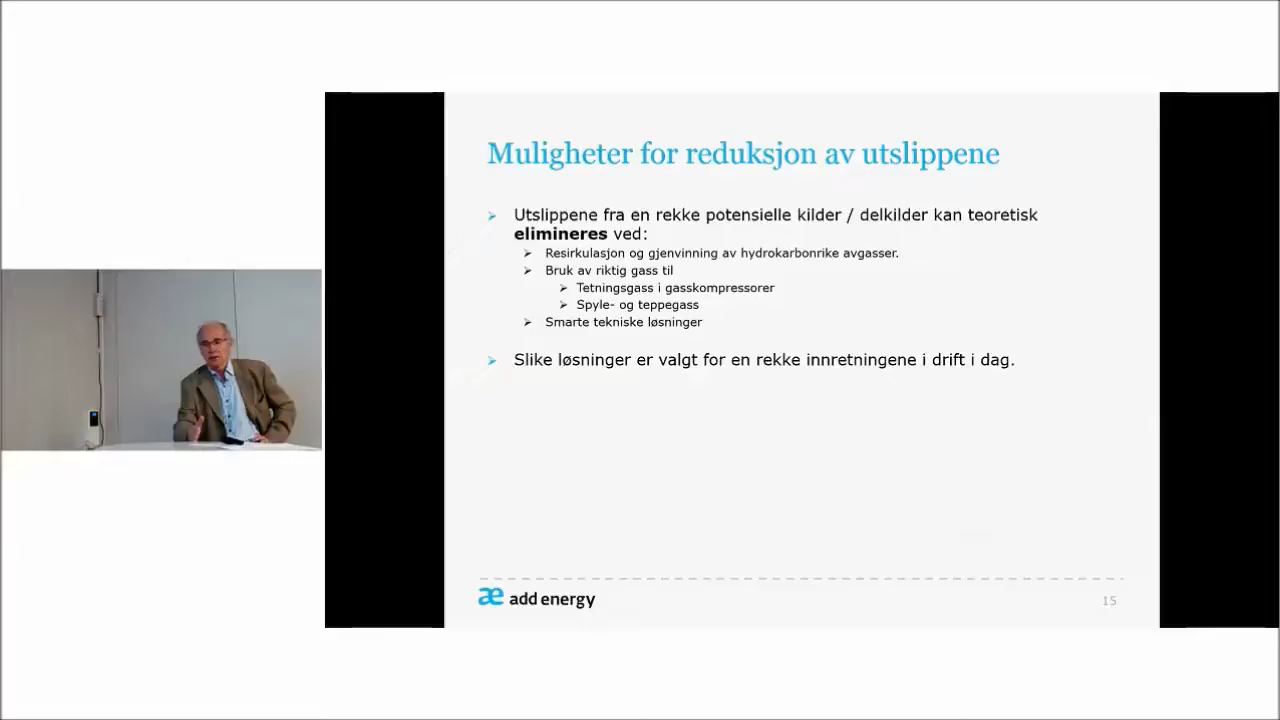 Muligheter for reduksjon av utslippene
Utslippene fra en rekke potensielle kilder / delkilder kan teoretisk
elimineres ved:
Resirkulasjon og gjenvinning av hydrokarbonrike avgasser.
Bruk av riktig gass til
Tetningsgass i gasskompressorer
Spyle- og teppegass
Smarte tekniske løsninger
Slike løsninger er valgt for en rekke innretningene i drift i dag.
æ add energy
15